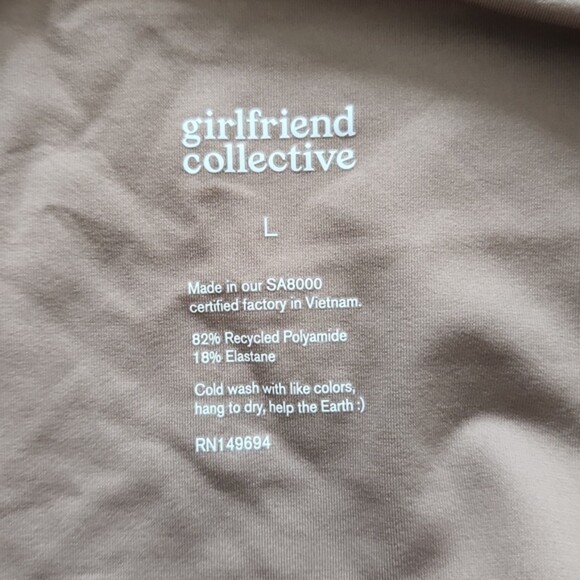 girlfriend
collective
L
Made in our SA8000
certified factory in Vietnam.
82% Recycled Polyamide
18% Elastane
Cold wash with like colors,
hang to dry, help the Earth :)
RN149694